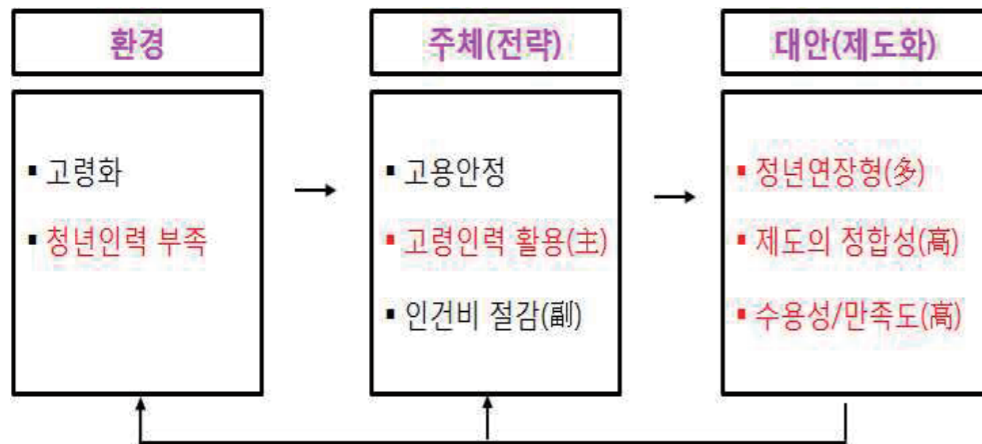 환경
주체(전략)
대안(제도화)
▪ 고령화
▪ 청년인력 부족
▪ 고용안정
▪ 고령인력 활용(主)
▪ 인건비 절감(副)
▪ 정년연장형(多)
▪ 제도의 정합성(高)
▪ 수용성/만족도(高)